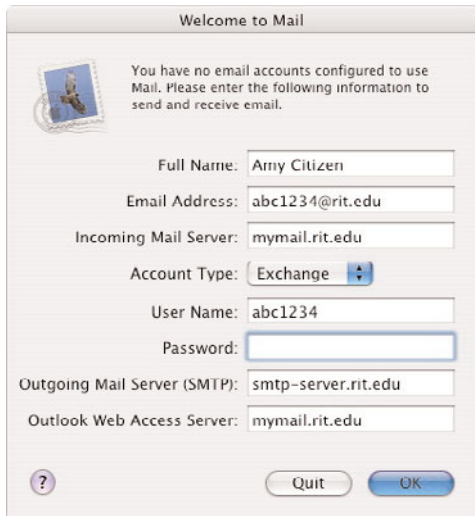 Welcome to Mail
You have no email accounts configured to use
Mail. Please enter the following information to
send and receive email.
Full Name: Amy Citizen
Email Address: abc1234@rit.edu
Incoming Mail Server: mymail.rit.edu
Account Type: Exchange
User Name: abc1234
Password:
Outgoing Mail Server (SMTP): smtp-server.rit.edu
Outlook Web Access Server: mymail.rit.edu
? Quit OK